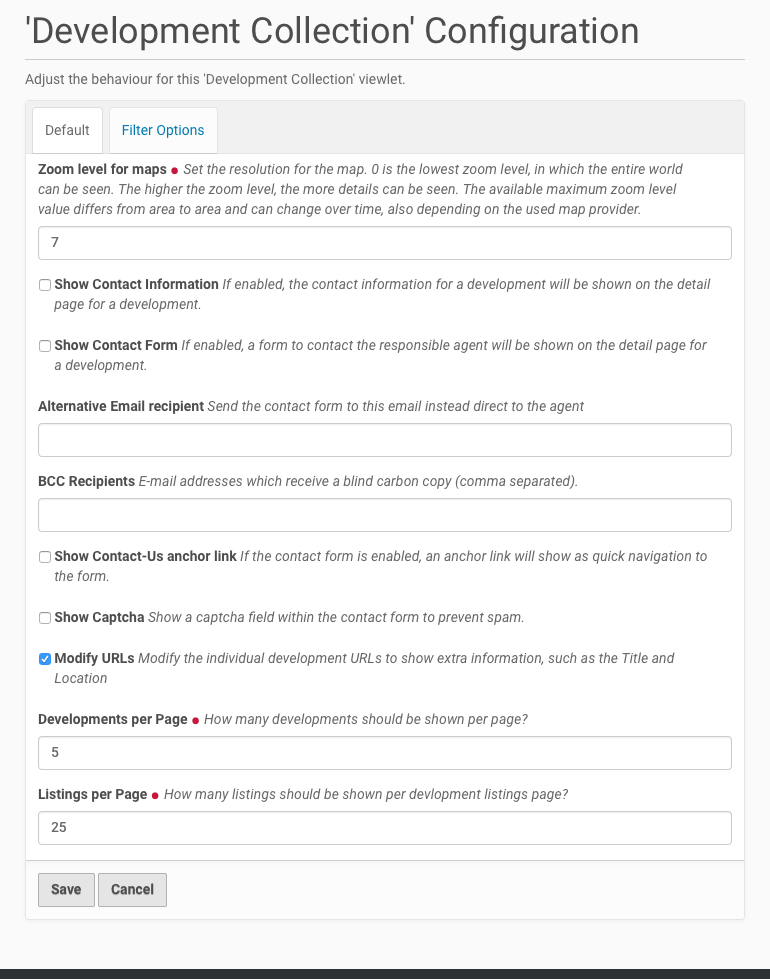 'Development Collection' Configuration
Adjust the behaviour for this 'Development Collection' viewlet.
Default Filter Options
Zoom level for maps ● Set the resolution for the map. 0 is the lowest zoom level, in which the entire world
can be seen. The higher the zoom level, the more details can be seen. The available maximum zoom level
value differs from area to area and can change over time, also depending on the used map provider.
7
Show Contact Information If enabled, the contact information for a development will be shown on the detail
page for a development.
Show Contact Form If enabled, a form to contact the responsible agent will be shown on the detail page for
a development.
Alternative Email recipient Send the contact form to this email instead direct to the agent
BCC Recipients E-mail addresses which receive a blind carbon copy (comma separated).
Show Contact-Us anchor link If the contact form is enabled, an anchor link will show as quick navigation to
the form.
Show Captcha Show a captcha field within the contact form to prevent spam.
Modify URLs Modify the individual development URLs to show extra information, such as the Title and
Location
Developments per Page ● How many developments should be shown per page?
5
Listings per Page ● How many listings should be shown per devlopment listings page?
25
Save Cancel